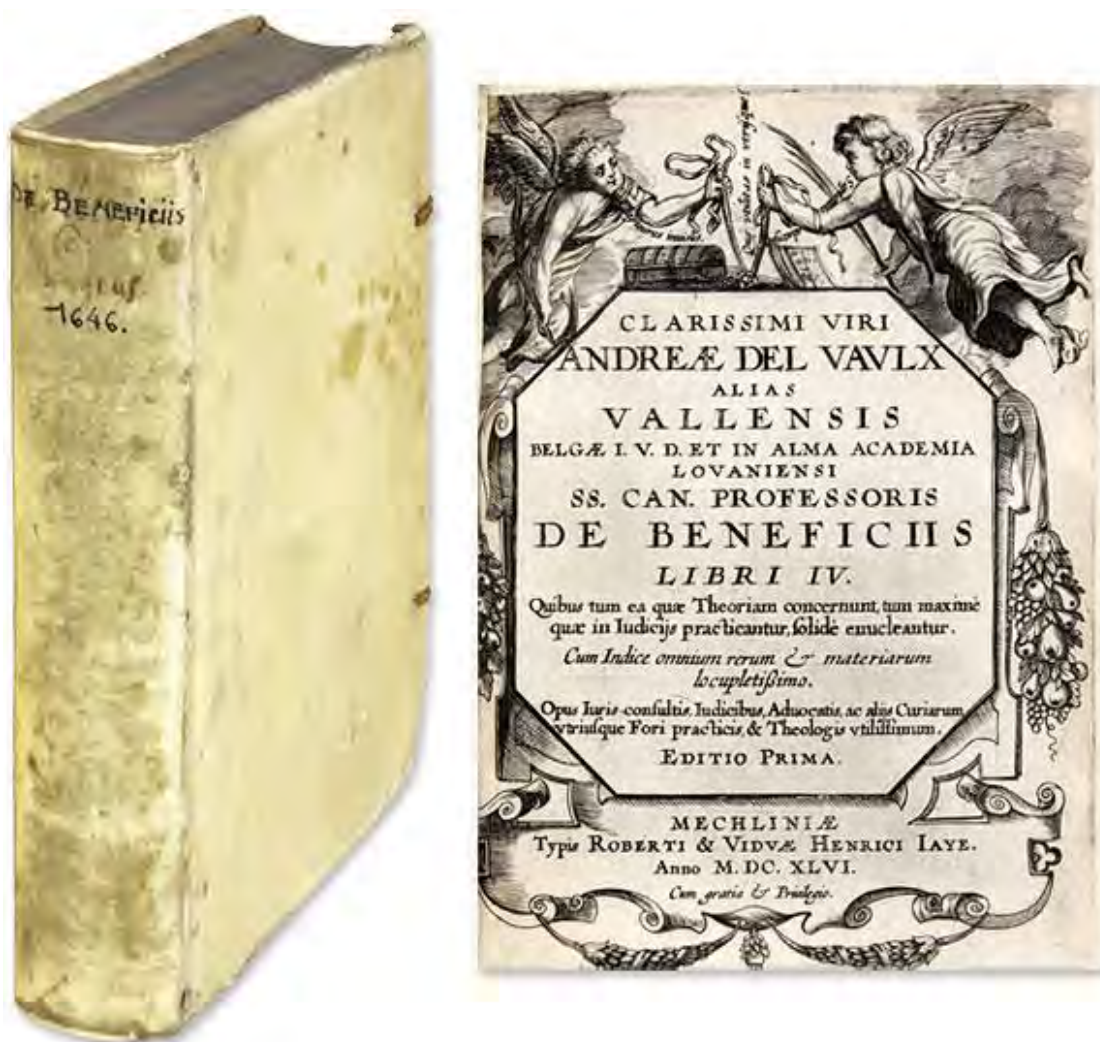 DE BENEFICIIS
1646.
CLARISSIMI VIRI
ANDREÆ DEL VAVLX
ALIAS
VALLENSIS
BELGÆ I. V. D. ET IN ALMA ACADEMIA
LOVANIENSI
SS. CAN. PROFESSORIS
DE BENEFICIIS
LIBRI IV.
Quibus tum ea quæ Theoriam concernunt, tum maximè
quæ in Iudicijs practicantur, solidè enucleantur.
Cum Indice omnium rerum & materiarum
locupletißimo.
Opus Iuris-consultis, Iudicibus, Aduocatis, ac alijs Curiarum
vtriusque Fori practicis, & Theologis vtilissimum.
EDITIO PRIMA.
MECHLINIÆ
Typis ROBERTI & VIDVÆ HENRICI IAYE.
Anno M. DC. XLVI.
Cum gratia & Priuilegio.